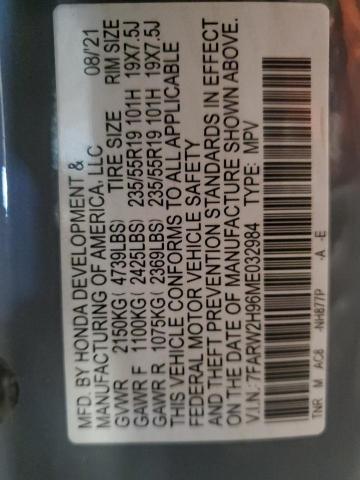 MFD. BY HONDA DEVELOPMENT & 08/'21
MANUFACTURING OF AMERICA, LLC
TIRE SIZE RIM SIZE
GVWR 2150KG( 4739LBS)
GAWR F 1100KG( 2425LBS) 235/55R19 101H 19X7.5J
GAWR R 1075KG( 2369LBS) 235/55R19 101H 19X7.5J
THIS VEHICLE CONFORMS TO ALL APPLICABLE
FEDERAL MOTOR VEHICLE SAFETY
AND THEFT PREVENTION STANDARDS IN EFFECT
ON THE DATE OF MANUFACTURE SHOWN ABOVE.
V.I.N.:7FARW2H96ME032984 TYPE: MPV
TNR M AC8 -NH877P -A -E